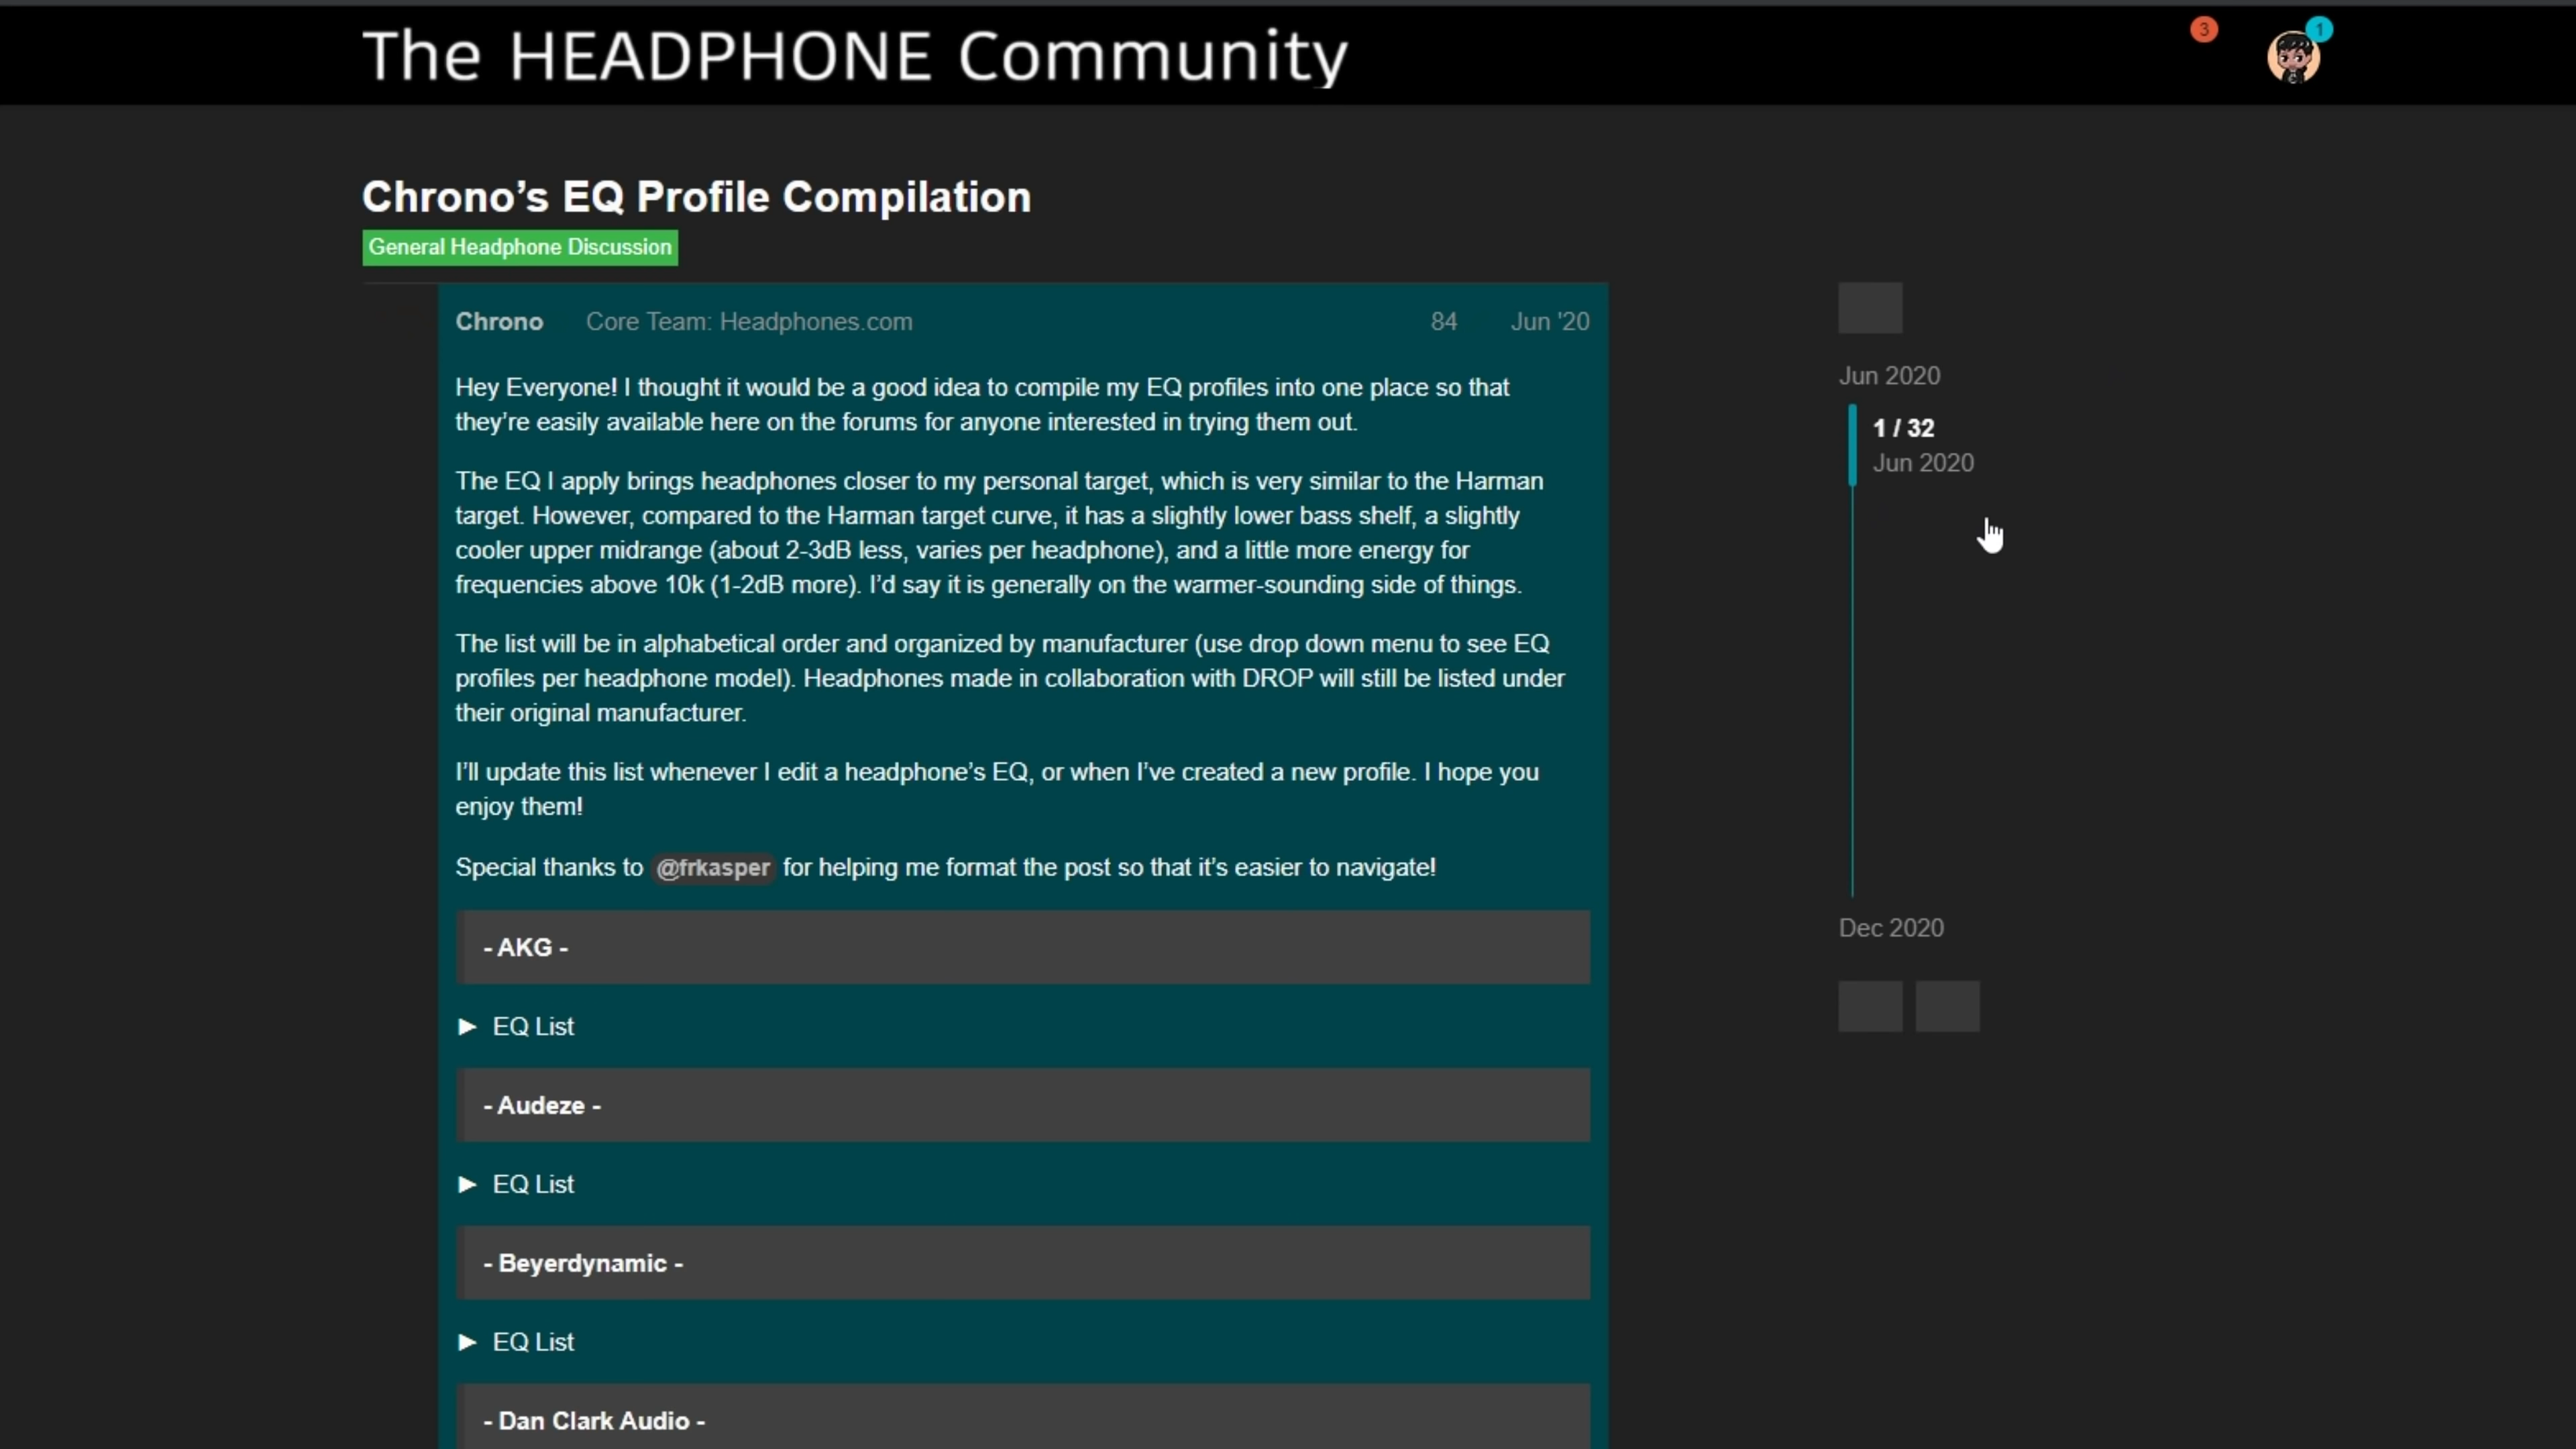 The HEADPHONE Community
3
1
Chrono’s EQ Profile Compilation
General Headphone Discussion
Chrono Core Team: Headphones.com 84 Jun '20
Hey Everyone! I thought it would be a good idea to compile my EQ profiles into one place so that
they’re easily available here on the forums for anyone interested in trying them out.
The EQ I apply brings headphones closer to my personal target, which is very similar to the Harman
target. However, compared to the Harman target curve, it has a slightly lower bass shelf, a slightly
cooler upper midrange (about 2-3dB less, varies per headphone), and a little more energy for
frequencies above 10k (1-2dB more). I’d say it is generally on the warmer-sounding side of things.
The list will be in alphabetical order and organized by manufacturer (use drop down menu to see EQ
profiles per headphone model). Headphones made in collaboration with DROP will still be listed under
their original manufacturer.
I’ll update this list whenever I edit a headphone’s EQ, or when I’ve created a new profile. I hope you
enjoy them!
Special thanks to @frkasper for helping me format the post so that it’s easier to navigate!
- AKG -
EQ List
- Audeze -
EQ List
- Beyerdynamic -
EQ List
- Dan Clark Audio -
Jun 2020
1 / 32
Jun 2020
Dec 2020